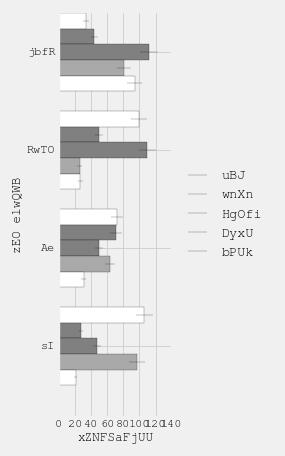 jbfR
RwTO
Ae
sI
zEO elwQWB
0 20 40 60 80 100 120 140
xZNFSaFjUU
uBJ
wnXn
HgOfi
DyxU
bPUk